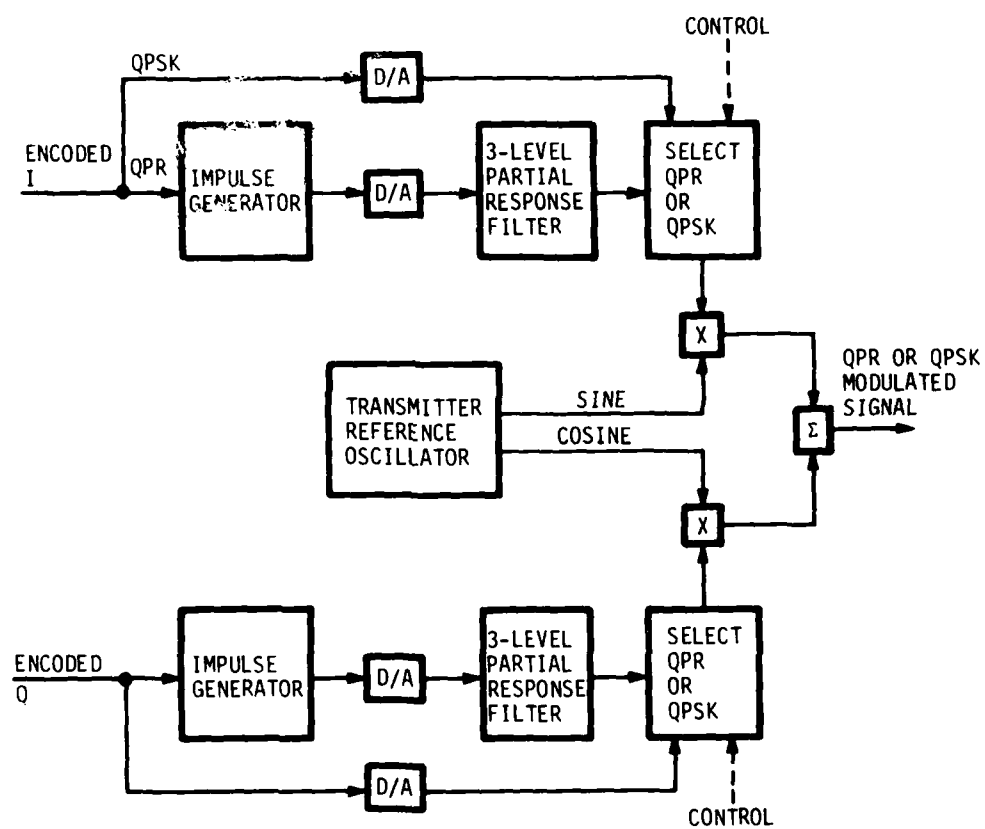 CONTROL
QPSK
D/A
ENCODED
I
QPR
IMPULSE
GENERATOR
D/A
3-LEVEL
PARTIAL
RESPONSE
FILTER
SELECT
QPR
OR
QPSK
X
QPR OR QPSK
MODULATED
SIGNAL
TRANSMITTER
REFERENCE
OSCILLATOR
SINE
COSINE
Σ
X
ENCODED
Q
IMPULSE
GENERATOR
D/A
3-LEVEL
PARTIAL
RESPONSE
FILTER
SELECT
QPR
OR
QPSK
D/A
CONTROL